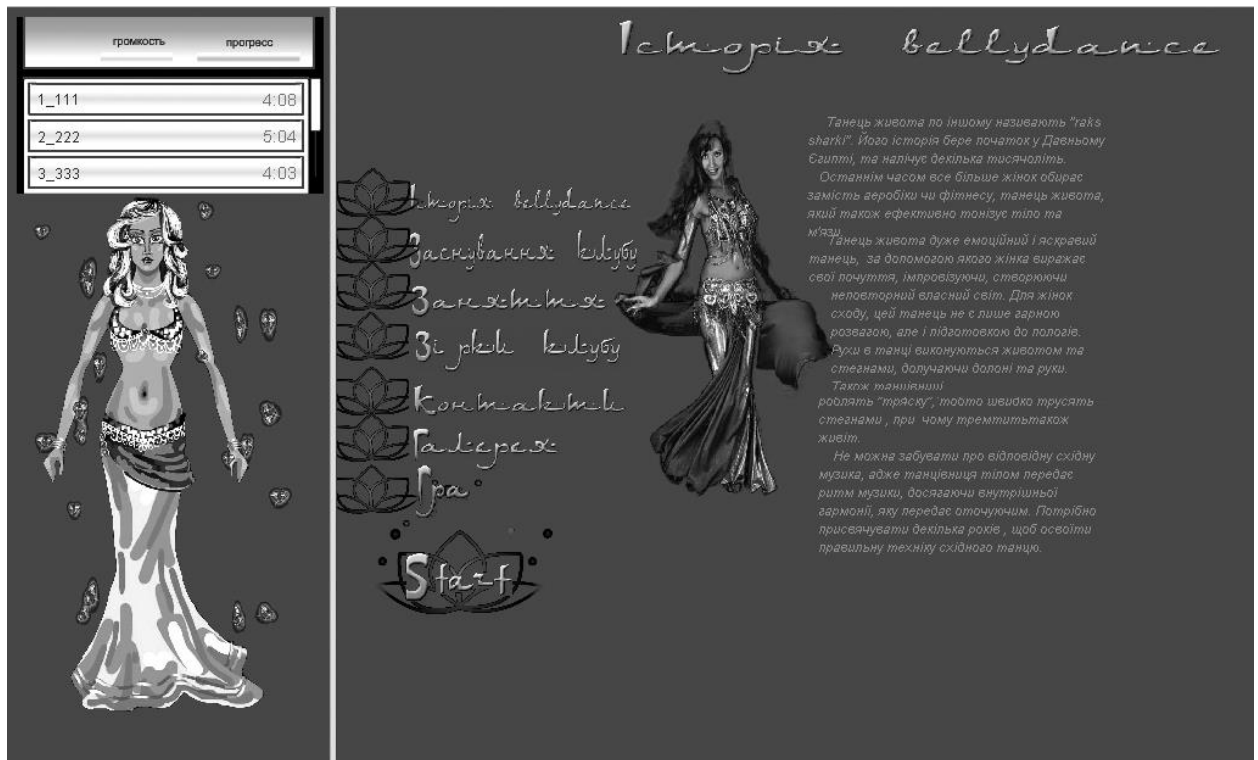 громкость прогресс
1_111 4:08
2_222 5:04
3_333 4:03
Історія bellydance
Історія bellydance
Заснування клубу
Заняття
Зірки клубу
Контакти
Галерея
Гра
Start
Танець живота по іншому називають "raks
sharki". Його історія бере початок у Давньому
Єгипті, та налічує декілька тисячоліть.
Останнім часом все більше жінок обирає
замість аеробіки чи фітнесу, танець живота,
який також ефективно тонізує тіло та
м'язи.
Танець живота дуже емоційний і яскравий
танець, за допомогою якого жінка виражає
свої почуття, імпровізуючи, створюючи
неповторний власний світ. Для жінок
сходу, цей танець не є лише гарною
розвагою, але і підготовкою до пологів.
Рухи в танці виконуються животом та
стегнами, долучаючи долоні та руки.
Також танцівниці
роблять "тряску", тобто швидко трусять
стегнами , при чому тремтитьтакож
живіт.
Не можна забувати про відповідну східну
музика, адже танцівниця тілом передає
ритм музики, досягаючи внутрішньої
гармонії, яку передає оточуючим. Потрібно
присвячувати декілька років , щоб освоїти
правильну техніку східного танцю.